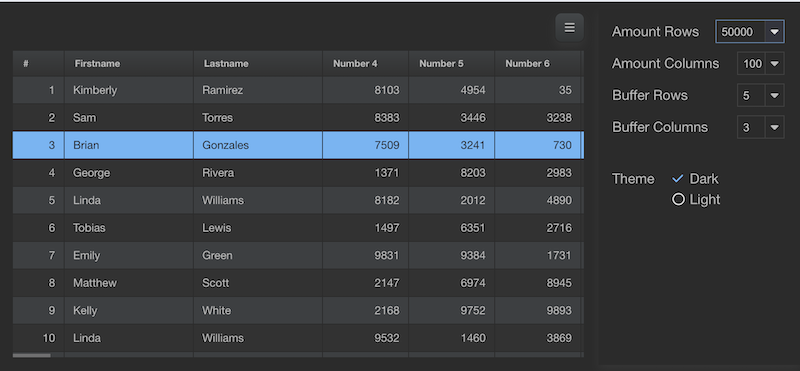 # Firstname Lastname Number 4 Number 5 Number 6
1 Kimberly Ramirez 8103 4954 35
2 Sam Torres 8383 3446 3238
3 Brian Gonzales 7509 3241 730
4 George Rivera 1371 8203 2983
5 Linda Williams 8182 2012 4890
6 Tobias Lewis 1497 6351 2716
7 Emily Green 9831 9384 1731
8 Matthew Scott 2147 6974 8945
9 Kelly White 2168 9752 9893
10 Linda Williams 9532 1460 3869
Amount Rows 50000
Amount Columns 100
Buffer Rows 5
Buffer Columns 3
Theme Dark
Light